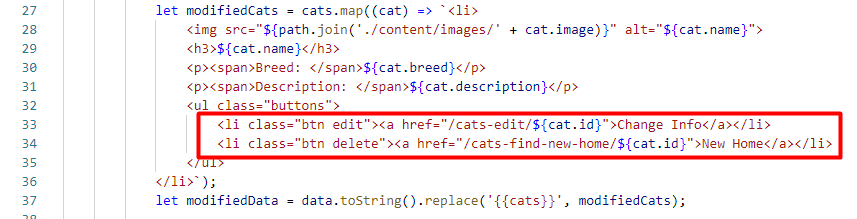 27 let modifiedCats = cats.map((cat) => `<li>
28 <img src="${path.join('./content/images/' + cat.image)}" alt="${cat.name}">
29 <h3>${cat.name}</h3>
30 <p><span>Breed: </span>${cat.breed}</p>
31 <p><span>Description: </span>${cat.description}</p>
32 <ul class="buttons">
33 <li class="btn edit"><a href="/cats-edit/${cat.id}">Change Info</a></li>
34 <li class="btn delete"><a href="/cats-find-new-home/${cat.id}">New Home</a></li>
35 </ul>
36 </li>`);
37 let modifiedData = data.toString().replace('{{cats}}', modifiedCats);